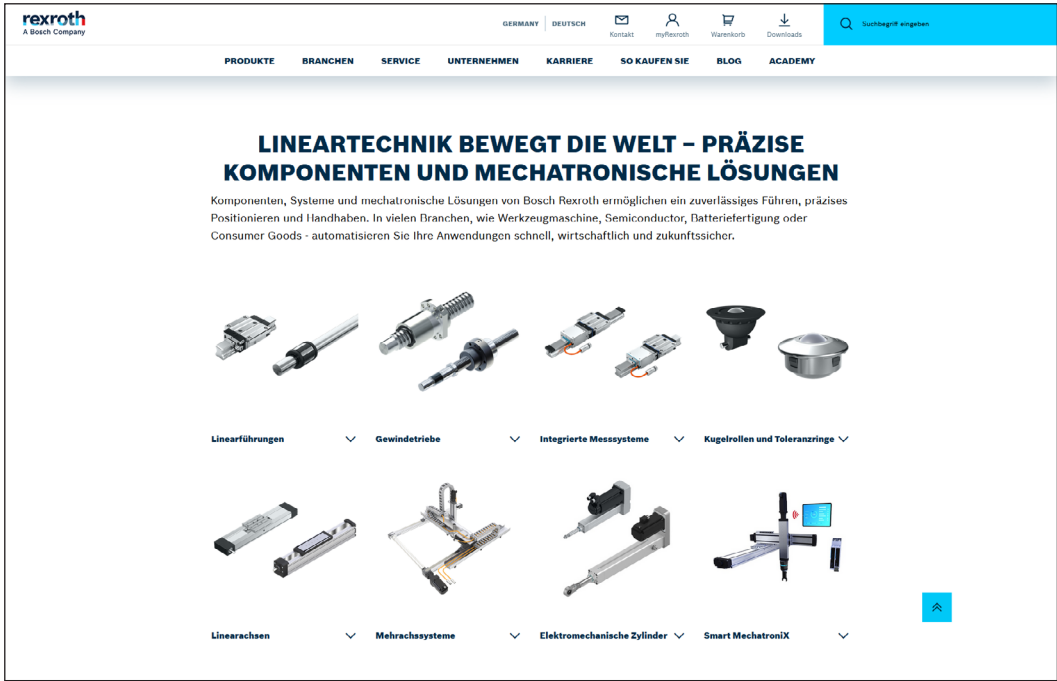 rexroth
A Bosch Company
GERMANY DEUTSCH
Kontakt
myRexroth
Warenkorb
Downloads
Suchbegriff eingeben
PRODUKTE BRANCHEN SERVICE UNTERNEHMEN KARRIERE SO KAUFEN SIE BLOG ACADEMY
LINEARTECHNIK BEWEGT DIE WELT – PRÄZISE
KOMPONENTEN UND MECHATRONISCHE LÖSUNGEN
Komponenten, Systeme und mechatronische Lösungen von Bosch Rexroth ermöglichen ein zuverlässiges Führen, präzises
Positionieren und Handhaben. In vielen Branchen, wie Werkzeugmaschine, Semiconductor, Batteriefertigung oder
Consumer Goods - automatisieren Sie Ihre Anwendungen schnell, wirtschaftlich und zukunftssicher.
Linearführungen
Gewindetriebe
Integrierte Messsysteme
Kugelrollen und Toleranzringe
Linearachsen
Mehrachssysteme
Elektromechanische Zylinder
Smart MechatroniX